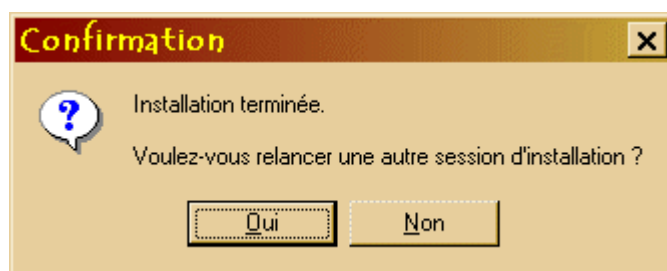 Confirmation
Installation terminée.
Voulez-vous relancer une autre session d'installation ?
Oui Non